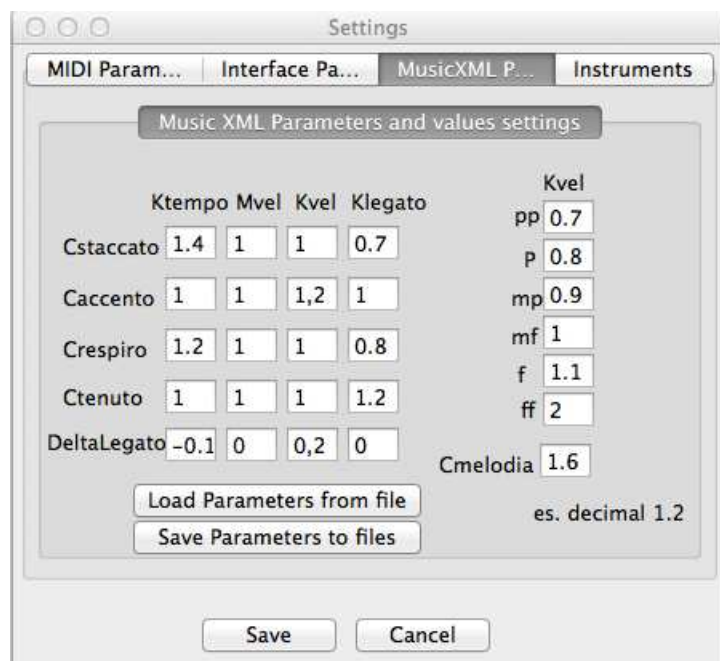 Settings
MIDI Param... Interface Pa... MusicXML P... Instruments
Music XML Parameters and values settings
Ktempo Mvel Kvel Klegato
Cstaccato 1.4 1 1 0.7
Caccento 1 1 1,2 1
Crespiro 1.2 1 1 0.8
Ctenuto 1 1 1 1.2
DeltaLegato -0.1 0 0,2 0
Load Parameters from file
Save Parameters to files
Kvel
pp 0.7
P 0.8
mp 0.9
mf 1
f 1.1
ff 2
Cmelodia 1.6
es. decimal 1.2
Save Cancel